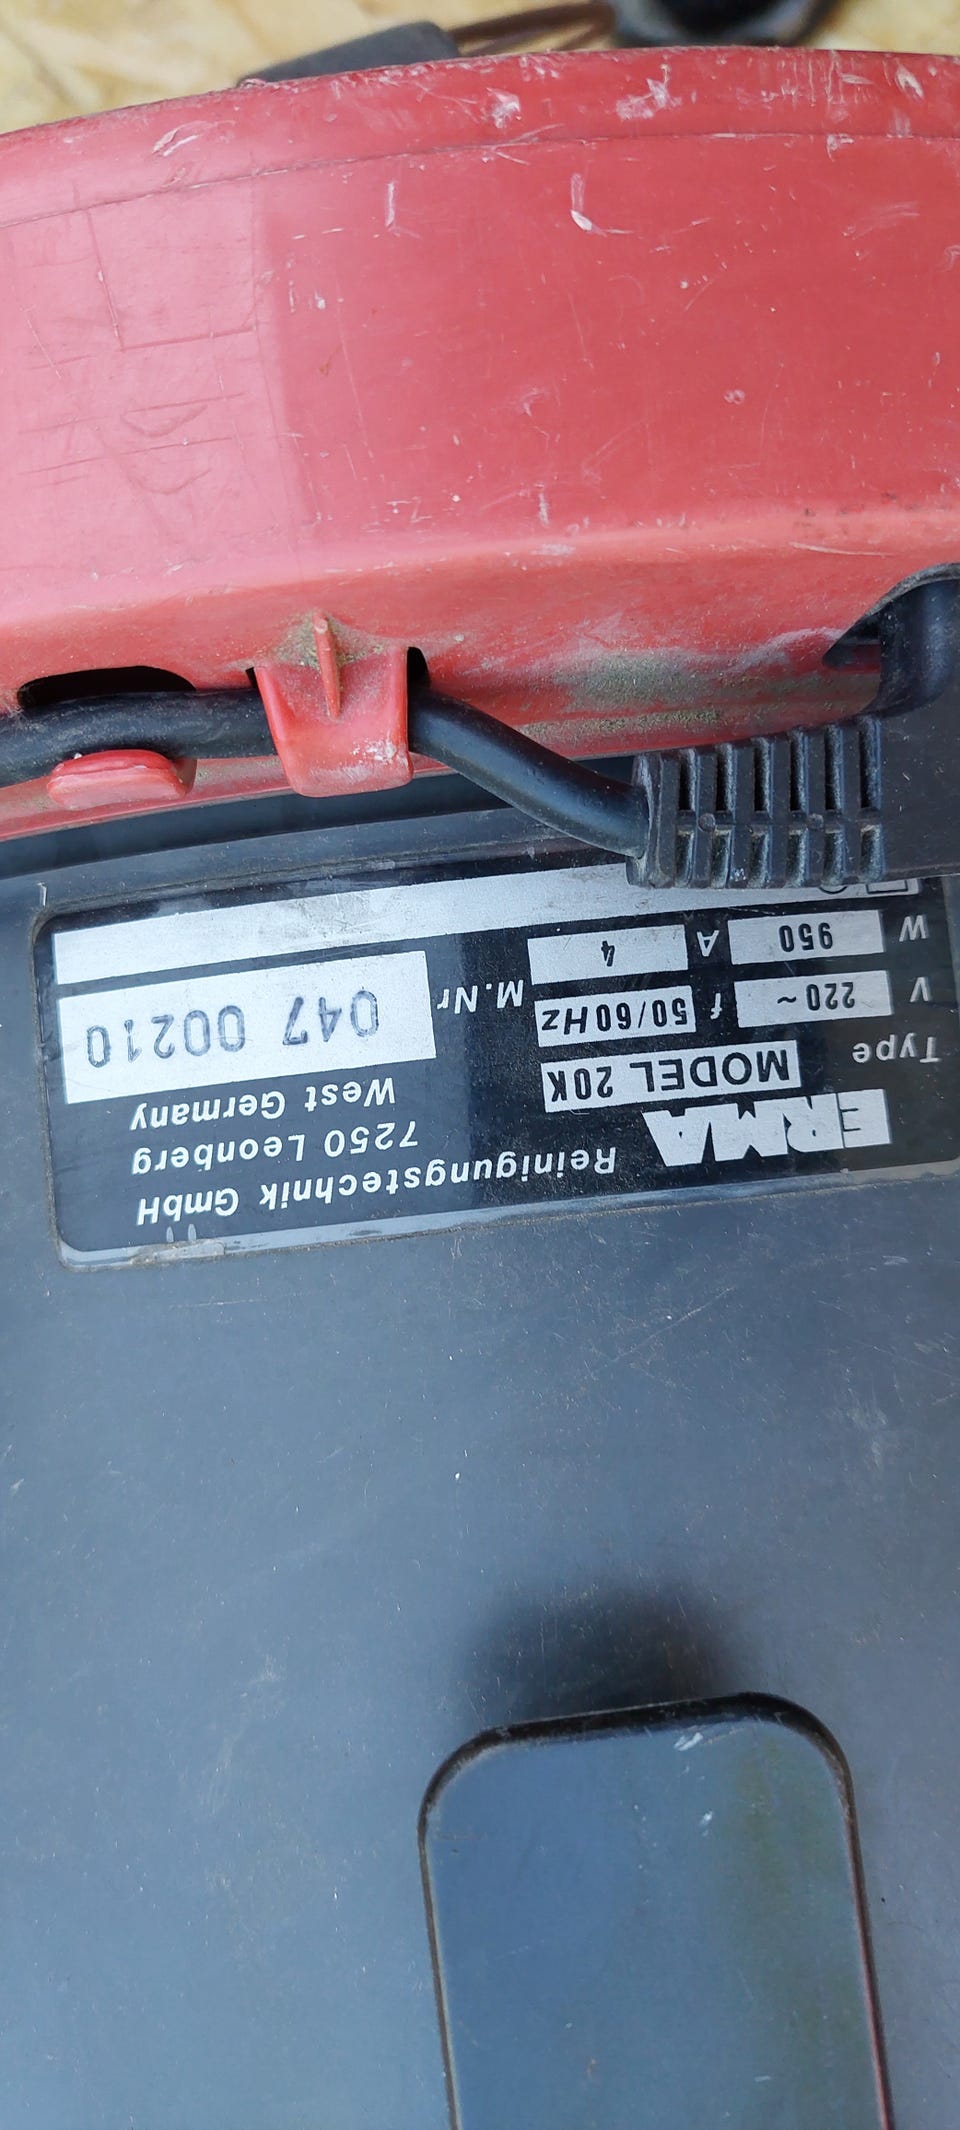 ERMA Reinigungstechnik GmbH
7250 Leonberg
West Germany
Type MODEL 20K
V 220~ f 50/60Hz M.Nr 047 00210
W 950 A 4